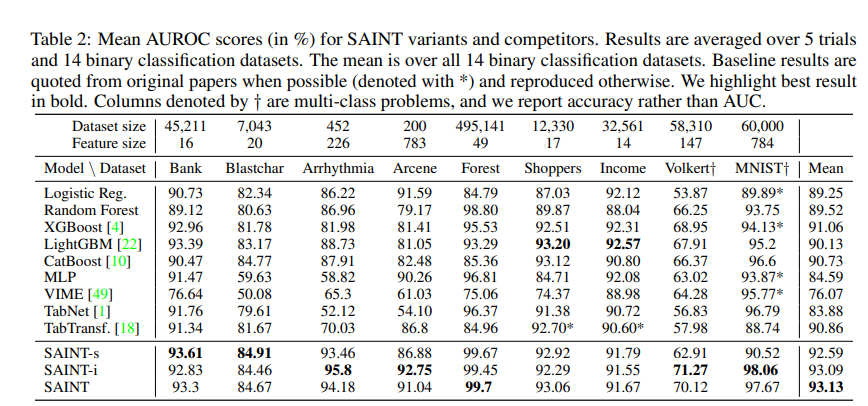 Table 2: Mean AUROC scores (in %) for SAINT variants and competitors. Results are averaged over 5 trials
and 14 binary classification datasets. The mean is over all 14 binary classification datasets. Baseline results are
quoted from original papers when possible (denoted with *) and reproduced otherwise. We highlight best result
in bold. Columns denoted by † are multi-class problems, and we report accuracy rather than AUC.
Dataset size 45,211 7,043 452 200 495,141 12,330 32,561 58,310 60,000
Feature size 16 20 226 783 49 17 14 147 784
Model \ Dataset Bank Blastchar Arrhythmia Arcene Forest Shoppers Income Volkert† MNIST† Mean
Logistic Reg. 90.73 82.34 86.22 91.59 84.79 87.03 92.12 53.87 89.89* 89.25
Random Forest 89.12 80.63 86.96 79.17 98.80 89.87 88.04 66.25 93.75 89.52
XGBoost [4] 92.96 81.78 81.98 81.41 95.53 92.51 92.31 68.95 94.13* 91.06
LightGBM [22] 93.39 83.17 88.73 81.05 93.29 93.20 92.57 67.91 95.2 90.13
CatBoost [10] 90.47 84.77 87.91 82.48 85.36 93.12 90.80 66.37 96.6 90.73
MLP 91.47 59.63 58.82 90.26 96.81 84.71 92.08 63.02 93.87* 84.59
VIME [49] 76.64 50.08 65.3 61.03 75.06 74.37 88.98 64.28 95.77* 76.07
TabNet [1] 91.76 79.61 52.12 54.10 96.37 91.38 90.72 56.83 96.79 83.88
TabTransf. [18] 91.34 81.67 70.03 86.8 84.96 92.70* 90.60* 57.98 88.74 90.86
SAINT-s 93.61 84.91 93.46 86.88 99.67 92.92 91.79 62.91 90.52 92.59
SAINT-i 92.83 84.46 95.8 92.75 99.45 92.29 91.55 71.27 98.06 93.09
SAINT 93.3 84.67 94.18 91.04 99.7 93.06 91.67 70.12 97.67 93.13